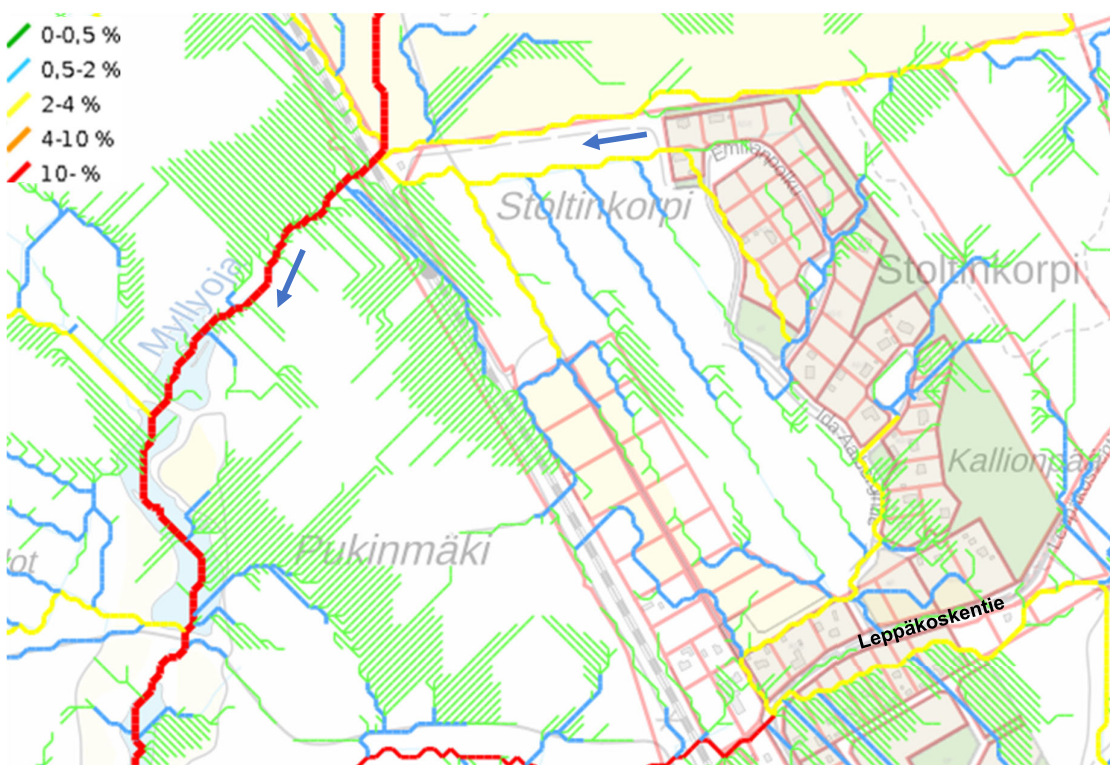 0-0,5 %
0,5-2 %
2-4 %
4-10 %
10- %
Emilianpolku
Stoltinkorpi
Stoltinkorpi
Myllyoja
Kallionpää
Pukinmäki
Leppäkoskentie